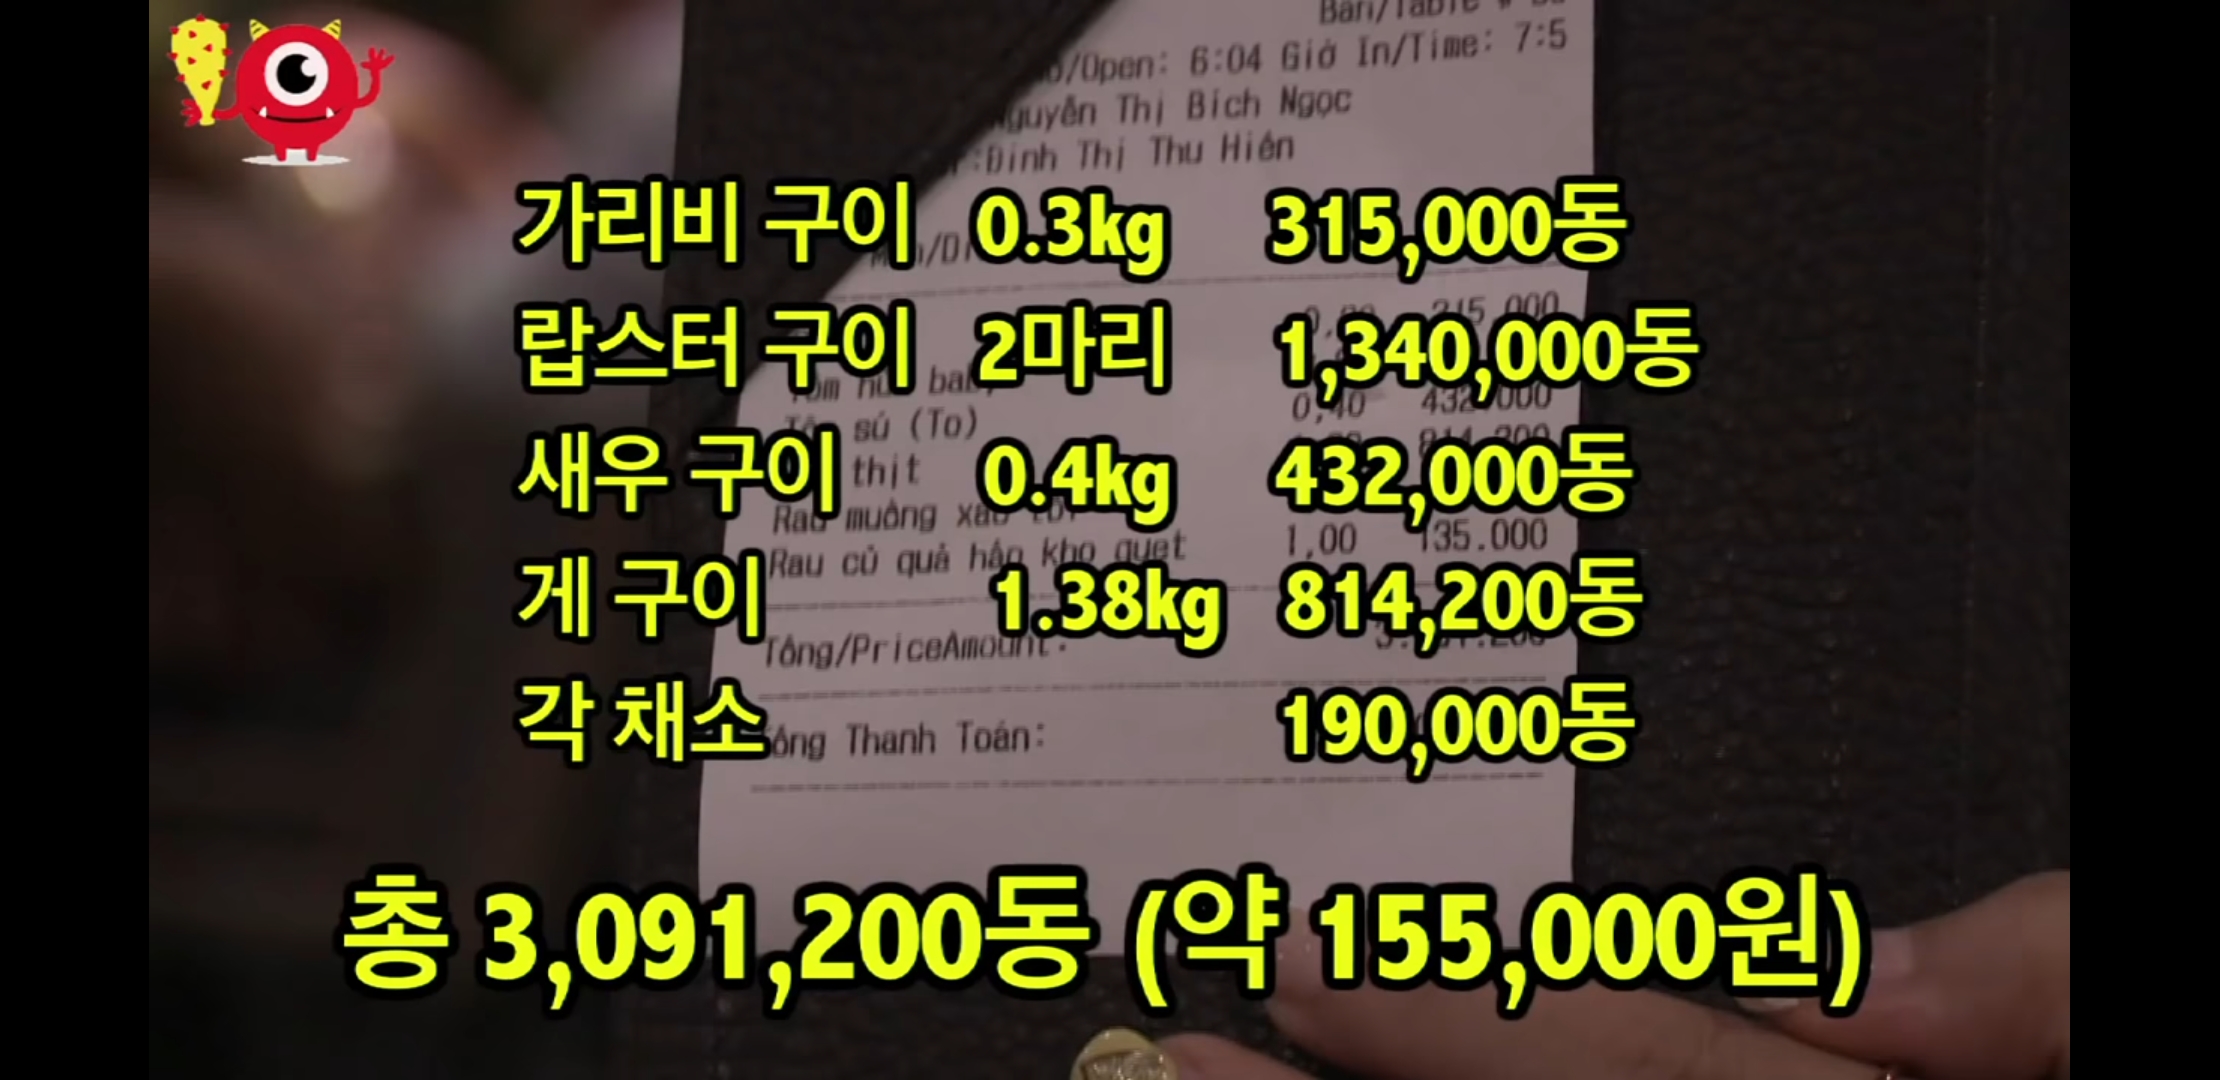 Bàn/Table
/Open: 6:04 Giờ In/Time: 7:5
guyễn Thị Bích Ngọc
:Đinh Thị Thu Hiền
가리비 구이 0.3kg 315,000동
랍스터 구이 2마리 1,340,000동
0,40 432.000
sú (To)
새우 구이 0.4kg 432,000동
thịt
Rau muống xào
1,00 135.000
Rau củ quả hấp kho quẹt
게 구이 1.38kg 814,200동
Tổng/PriceAmount:
각 채소 190,000동
Tổng Thanh Toán:
총 3,091,200동 (약 155,000원)